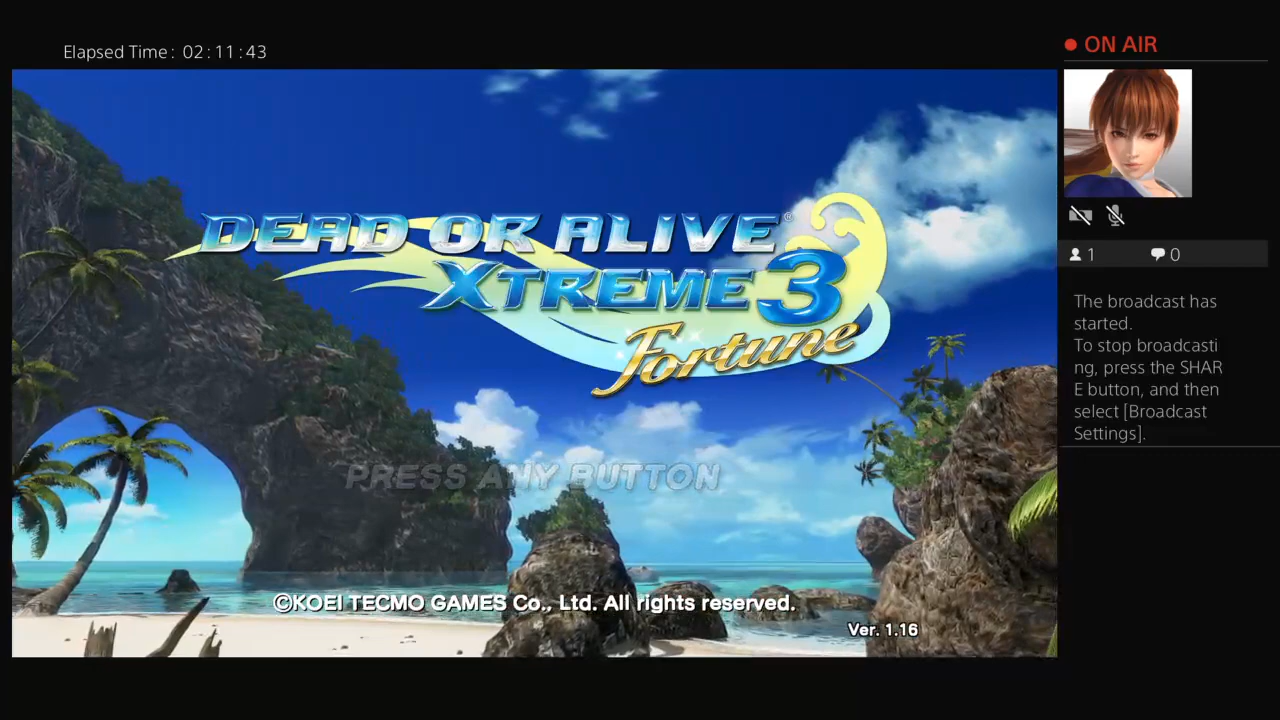 Elapsed Time: 02:11:43
ON AIR
DEAD OR ALIVE®
XTREME 3
Fortune
PRESS ANY BUTTON
©KOEI TECMO GAMES Co., Ltd. All rights reserved.
Ver. 1.16
1
0
The broadcast has
started.
To stop broadcasti
ng, press the SHAR
E button, and then
select [Broadcast
Settings].